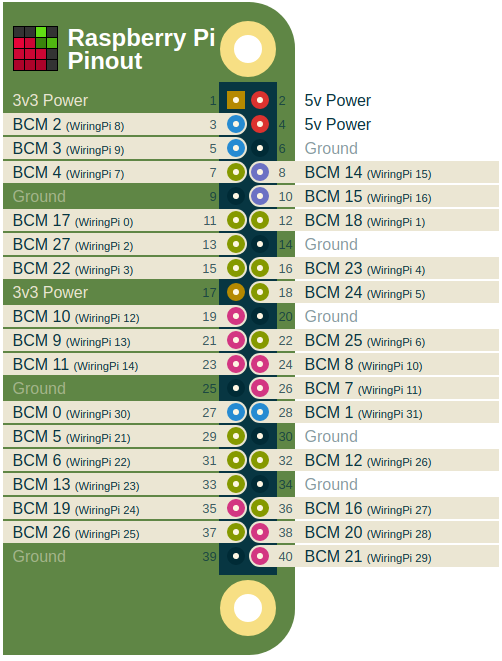 Raspberry Pi
Pinout
3v3 Power 1 2 5v Power
BCM 2 (WiringPi 8) 3 4 5v Power
BCM 3 (WiringPi 9) 5 6 Ground
BCM 4 (WiringPi 7) 7 8 BCM 14 (WiringPi 15)
Ground 9 10 BCM 15 (WiringPi 16)
BCM 17 (WiringPi 0) 11 12 BCM 18 (WiringPi 1)
BCM 27 (WiringPi 2) 13 14 Ground
BCM 22 (WiringPi 3) 15 16 BCM 23 (WiringPi 4)
3v3 Power 17 18 BCM 24 (WiringPi 5)
BCM 10 (WiringPi 12) 19 20 Ground
BCM 9 (WiringPi 13) 21 22 BCM 25 (WiringPi 6)
BCM 11 (WiringPi 14) 23 24 BCM 8 (WiringPi 10)
Ground 25 26 BCM 7 (WiringPi 11)
BCM 0 (WiringPi 30) 27 28 BCM 1 (WiringPi 31)
BCM 5 (WiringPi 21) 29 30 Ground
BCM 6 (WiringPi 22) 31 32 BCM 12 (WiringPi 26)
BCM 13 (WiringPi 23) 33 34 Ground
BCM 19 (WiringPi 24) 35 36 BCM 16 (WiringPi 27)
BCM 26 (WiringPi 25) 37 38 BCM 20 (WiringPi 28)
Ground 39 40 BCM 21 (WiringPi 29)